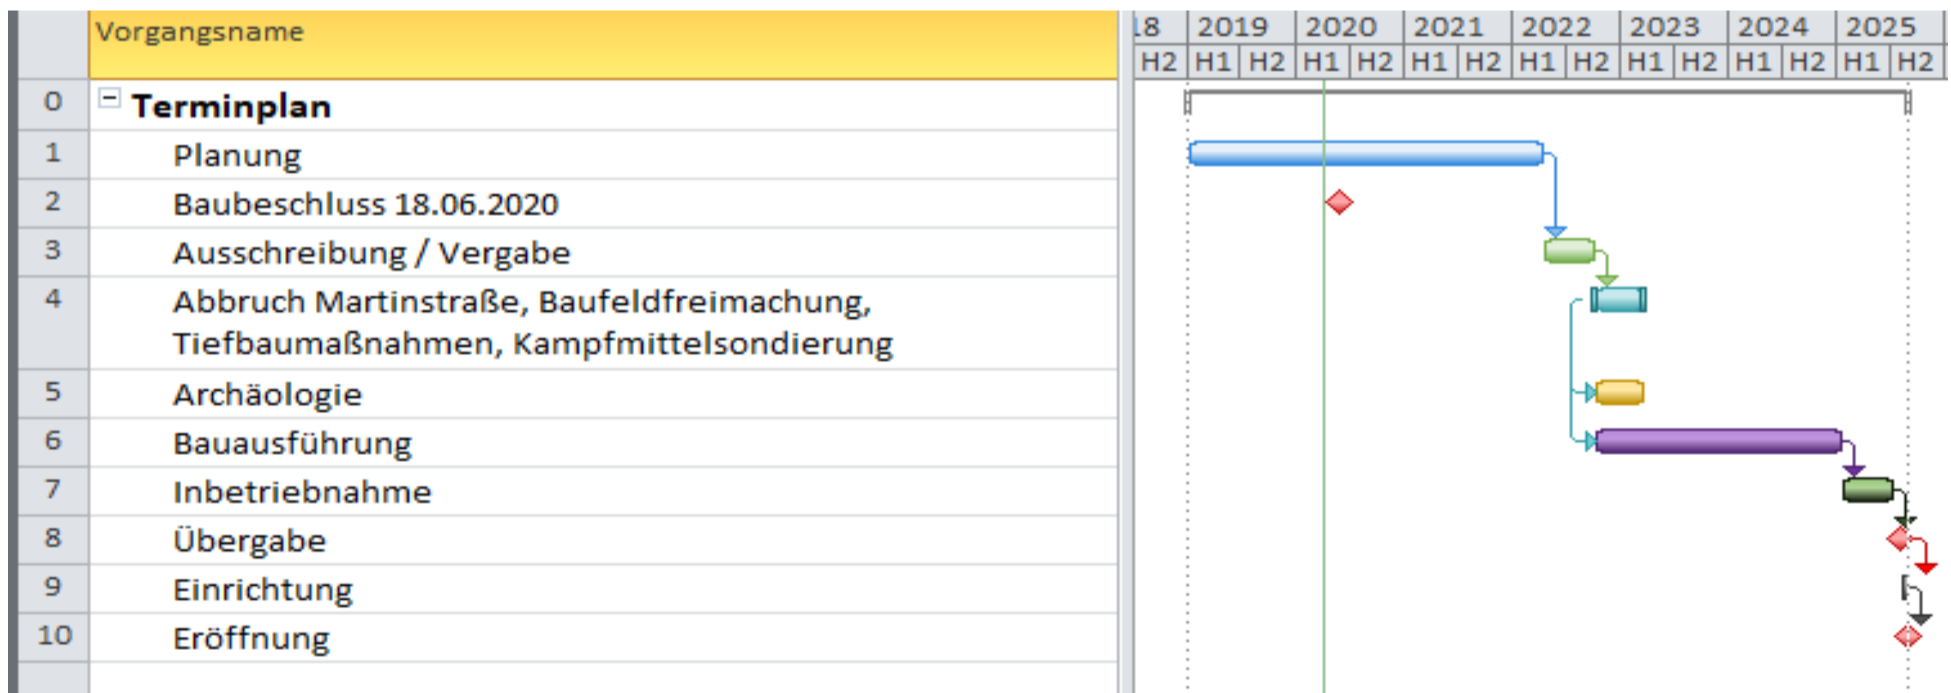 Vorgangsname
18 2019 2020 2021 2022 2023 2024 2025
H2 H1 H2 H1 H2 H1 H2 H1 H2 H1 H2 H1 H2 H1 H2
0 Terminplan
1 Planung
2 Baubeschluss 18.06.2020
3 Ausschreibung / Vergabe
4 Abbruch Martinstraße, Baufeldfreimachung,
Tiefbaumaßnahmen, Kampfmittelsondierung
5 Archäologie
6 Bauausführung
7 Inbetriebnahme
8 Übergabe
9 Einrichtung
10 Eröffnung